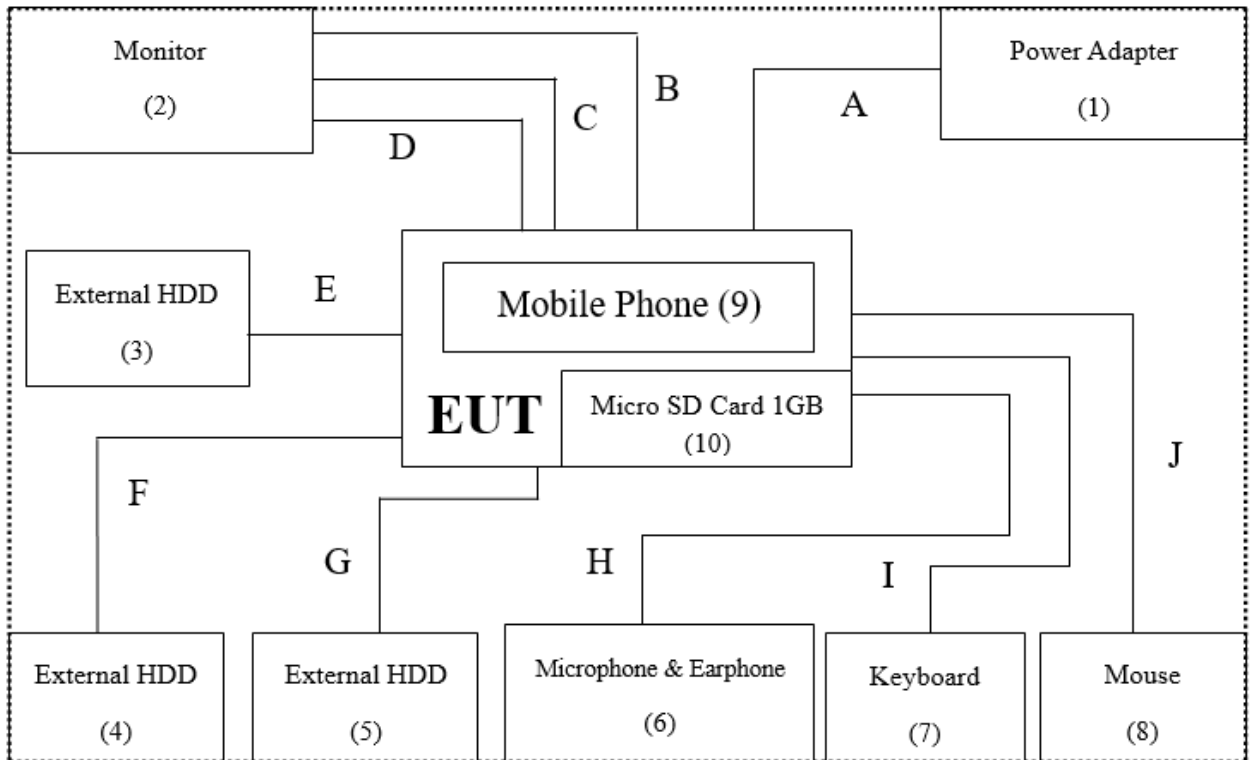 Monitor
(2)
Power Adapter
(1)
B
A
C
D
External HDD
(3)
E
Mobile Phone (9)
EUT
Micro SD Card 1GB
(10)
J
F
G
H
I
External HDD
(4)
External HDD
(5)
Microphone & Earphone
(6)
Keyboard
(7)
Mouse
(8)